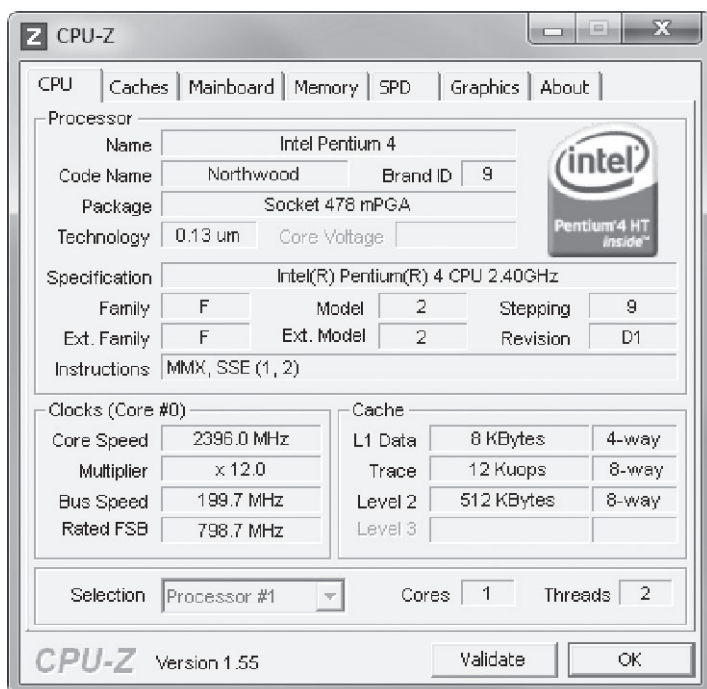 Z CPU-Z X
CPU Caches Mainboard Memory SPD Graphics About
Processor
Name Intel Pentium 4
Code Name Northwood Brand ID 9
Package Socket 478 mPGA
Technology 0.13 um Core Voltage
intel
Pentium 4 HT
inside™
Specification Intel(R) Pentium(R) 4 CPU 2.40GHz
Family F Model 2 Stepping 9
Ext. Family F Ext. Model 2 Revision D1
Instructions MMX, SSE (1, 2)
Clocks (Core #0)
Core Speed 2396.0 MHz
Multiplier x 12.0
Bus Speed 199.7 MHz
Rated FSB 798.7 MHz
Cache
L1 Data 8 KBytes 4-way
Trace 12 Kuops 8-way
Level 2 512 KBytes 8-way
Level 3
Selection Processor #1 Cores 1 Threads 2
CPU-Z Version 1.55 Validate OK